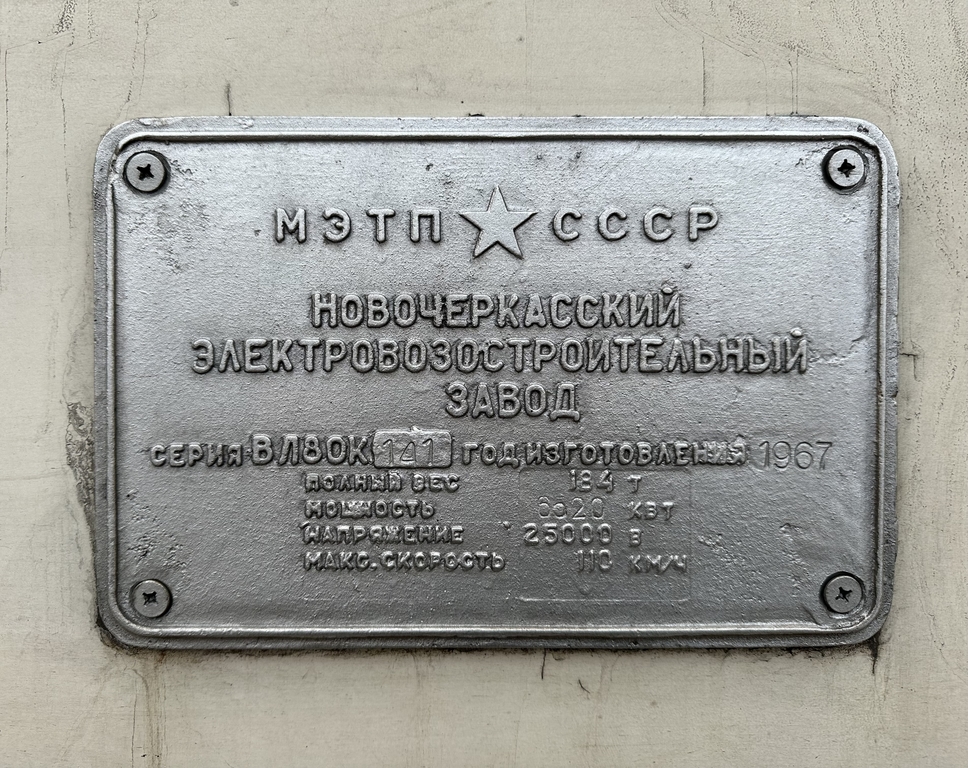 МЭТП ★ СССР
НОВОЧЕРКАССКИЙ
ЭЛЕКТРОВОЗОСТРОИТЕЛЬНЫЙ
ЗАВОД
СЕРИЯ ВЛ80К 141 ГОД ИЗГОТОВЛЕНИЯ 1967
ПОЛНЫЙ ВЕС 184 Т
МОЩНОСТЬ КВТ
НАПРЯЖЕНИЕ 25000 В
МАКС. СКОРОСТЬ 110 КМ/Ч